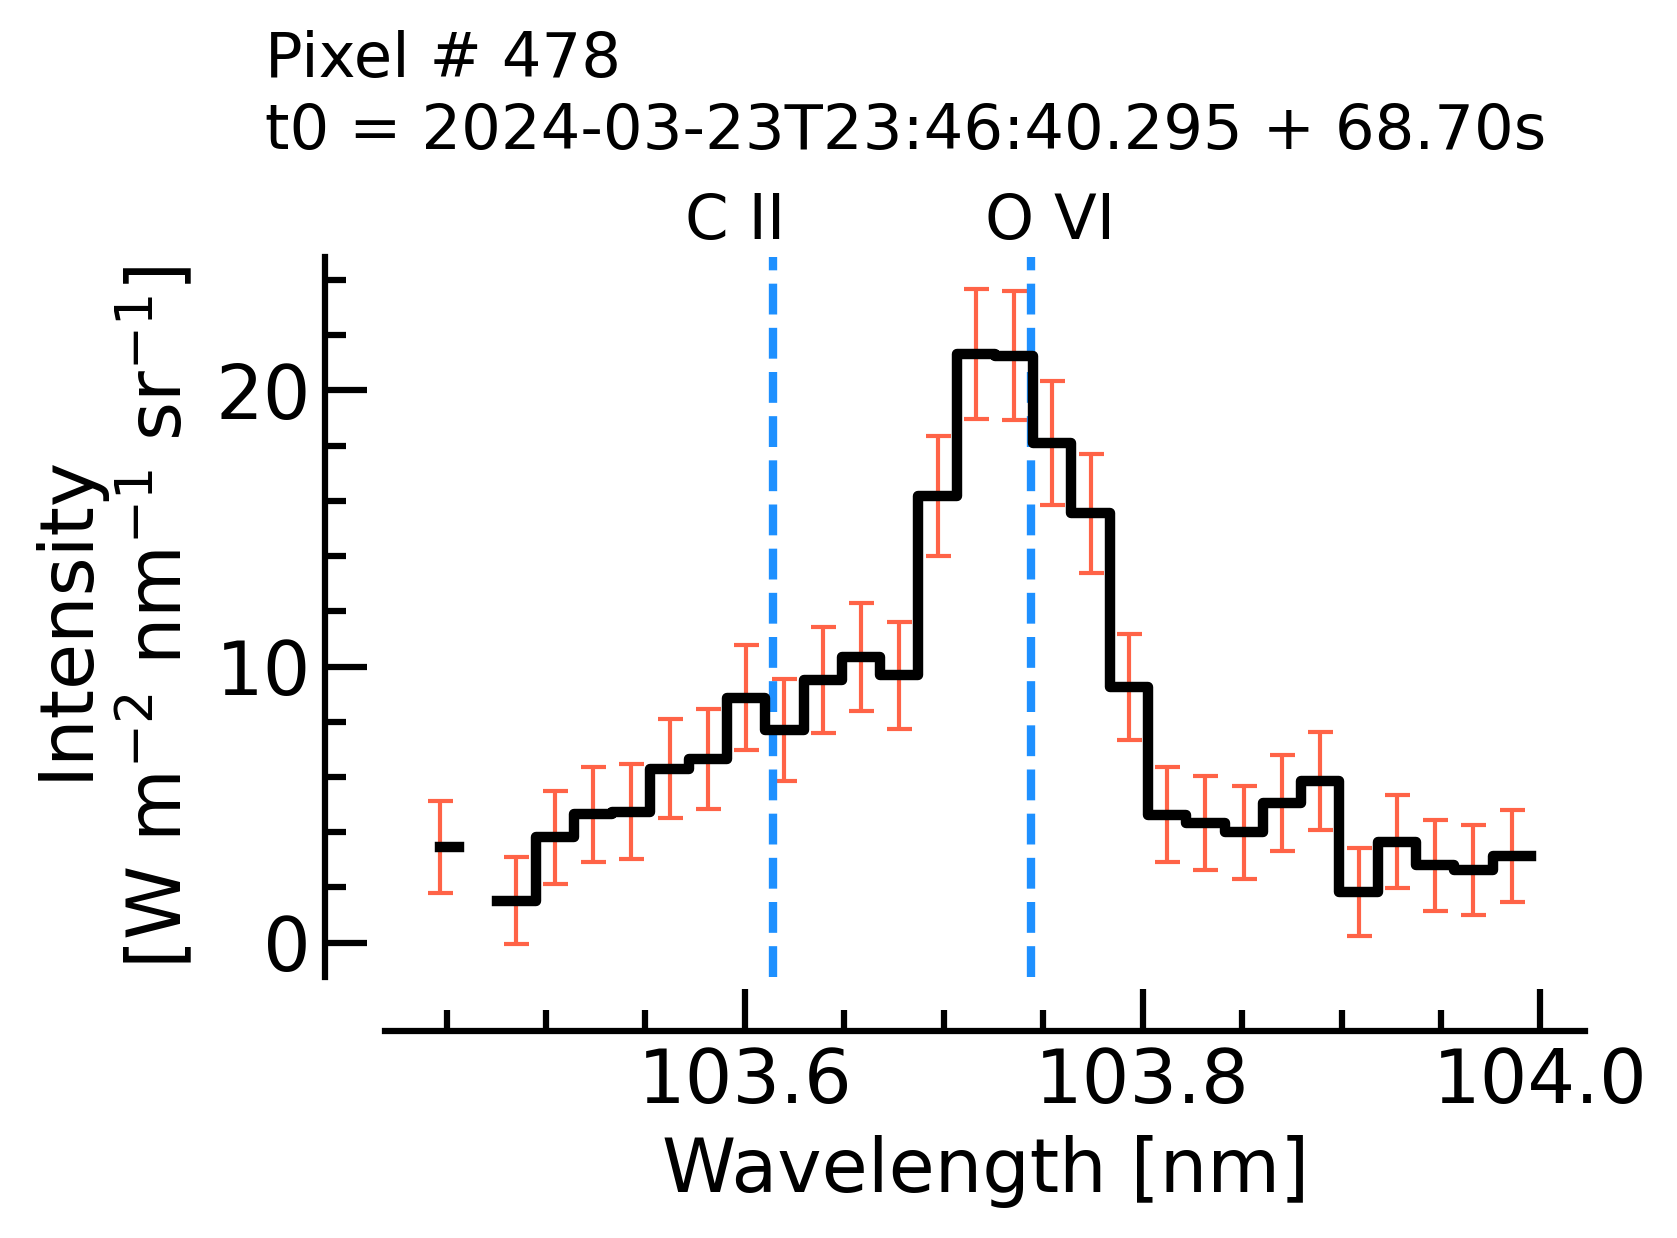 Pixel # 478
t0 = 2024-03-23T23:46:40.295 + 68.70s
C II
O VI
Intensity
[W m⁻² nm⁻¹ sr⁻¹]
20
10
0
103.6
103.8
104.0
Wavelength [nm]